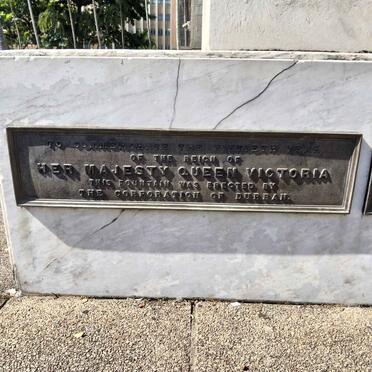 TO COMMEMORATE THE FIFTIETH YEAR
OF THE REIGN OF
HER MAJESTY QUEEN VICTORIA
THIS FOUNTAIN WAS ERECTED BY
THE CORPORATION OF DURBAN.